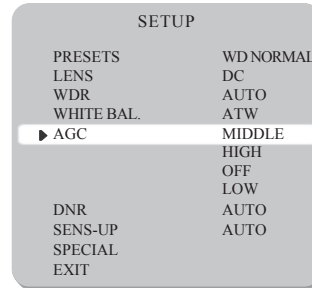 SETUP
PRESETS WD NORMAL
LENS DC
WDR AUTO
WHITE BAL. ATW
AGC MIDDLE
HIGH
OFF
LOW
DNR AUTO
SENS-UP AUTO
SPECIAL
EXIT